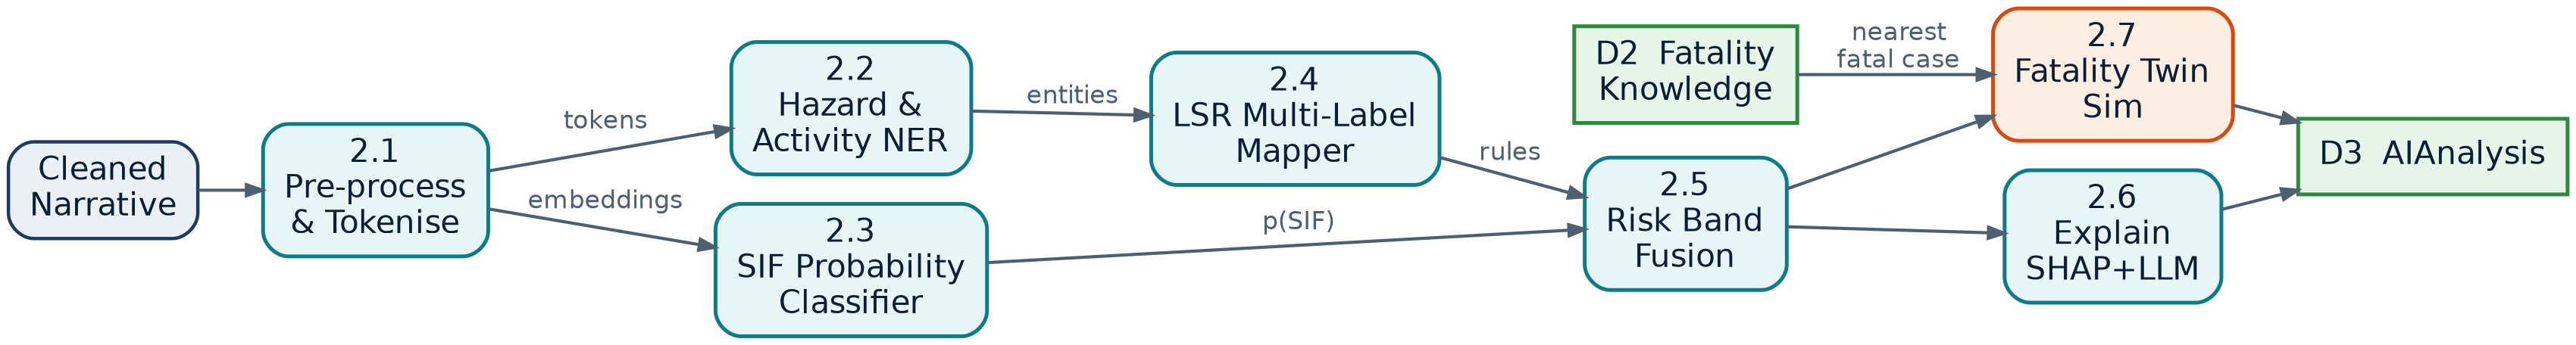 Cleaned
Narrative
2.1
Pre-process
& Tokenise
tokens
embeddings
2.2
Hazard &
Activity NER
2.3
SIF Probability
Classifier
entities
p(SIF)
2.4
LSR Multi-Label
Mapper
rules
D2  Fatality
Knowledge
2.5
Risk Band
Fusion
nearest
fatal case
2.7
Fatality Twin
Sim
2.6
Explain
SHAP+LLM
D3  AIAnalysis